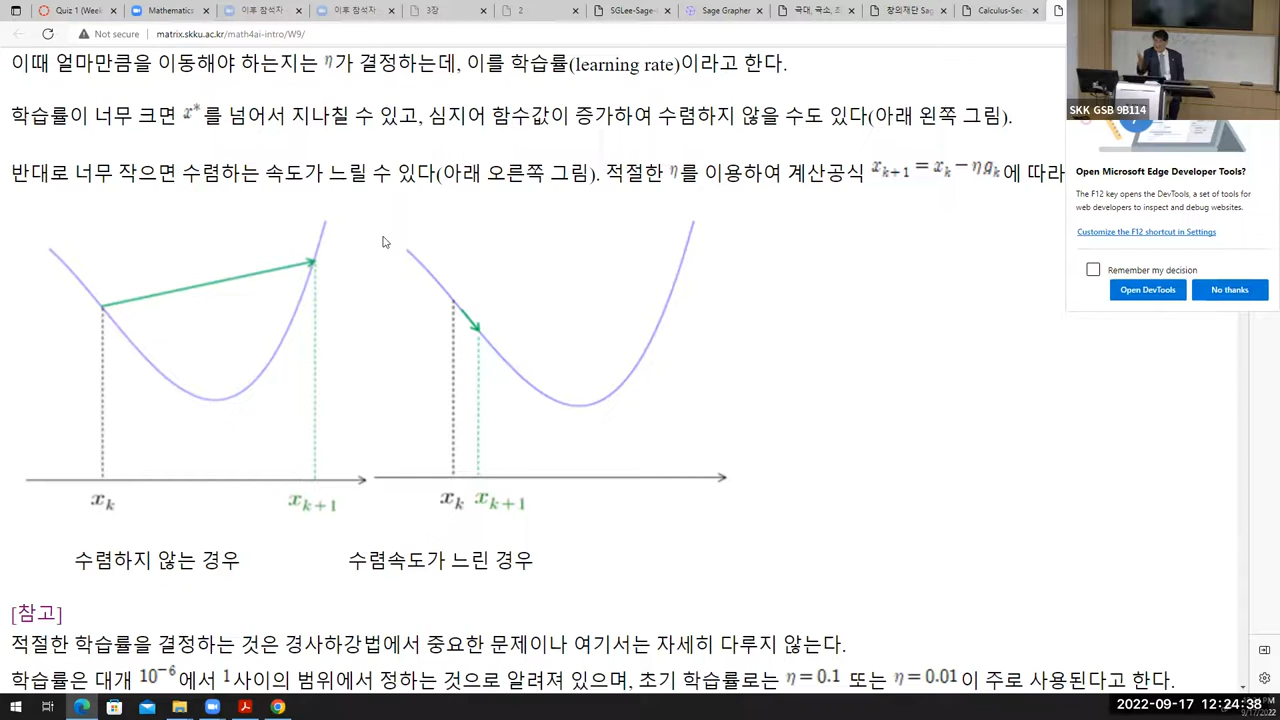 Quiz 1 (Week
Mathematics
이후 참석자
이후 참석자
3장
2
SGLee-Sage-
Sage Grapher
극대, 극소, 최
창의재단 Sag
Calculus-Sec
Not secure
matrix.skku.ac.kr/math4ai-intro/W9/
SKK GSB 9B114
이때 얼마만큼을 이동해야 하는지는 η가 결정하는데, 이를 학습률(learning rate)이라고 한다.
학습률이 너무 크면 x*를 넘어서 지나칠 수 있고, 심지어 함수값이 증가하여 수렴하지 않을 수도 있다(아래 왼쪽 그림).
반대로 너무 작으면 수렴하는 속도가 느릴 수 있다(아래 오른쪽 그림). 적절한 η를 이용하여 계산공식 x_{k+1} = x_k − ηg_k에 따라
Open Microsoft Edge Developer Tools?
The F12 key opens the DevTools, a set of tools for
web developers to inspect and debug websites.
Customize the F12 shortcut in Settings
Remember my decision
Open DevTools
No thanks
x_k
x_{k+1}
x_k
x_{k+1}
수렴하지 않는 경우
수렴속도가 느린 경우
[참고]
적절한 학습률을 결정하는 것은 경사하강법에서 중요한 문제이나 여기서는 자세히 다루지 않는다.
학습률은 대개 10⁻⁶에서 1사이의 범위에서 정하는 것으로 알려져 있으며, 초기 학습률로는 η = 0.1 또는 η = 0.01이 주로 사용된다고 한다.
2022-09-17 12:24:38